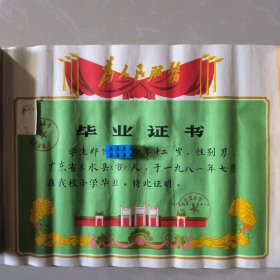 为人民服务
毕业证书
学生郑 年十二岁，性别男，
广东省三水县（市）人，于一九八一年七月
在我校小学毕业。特此证明。